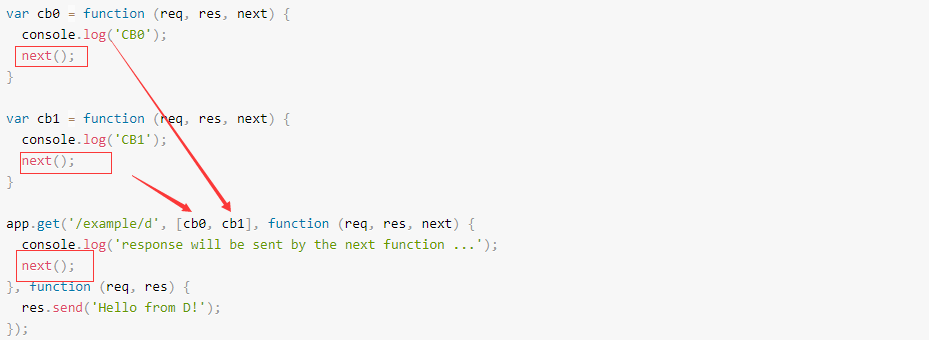 var cb0 = function (req, res, next) {
  console.log('CB0');
  next();
}

var cb1 = function (req, res, next) {
  console.log('CB1');
  next();
}

app.get('/example/d', [cb0, cb1], function (req, res, next) {
  console.log('response will be sent by the next function ...');
  next();
}, function (req, res) {
  res.send('Hello from D!');
});